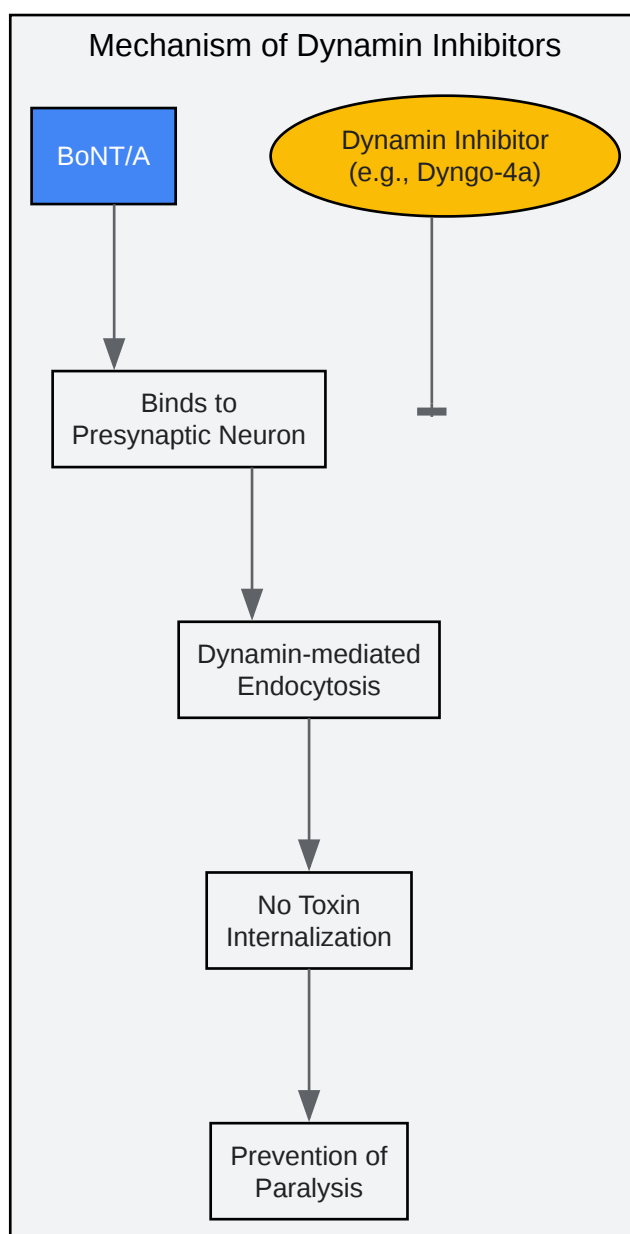 Mechanism of Dynamin Inhibitors
BoNT/A
Dynamin Inhibitor
(e.g., Dyngo-4a)
Binds to
Presynaptic Neuron
Dynamin-mediated
Endocytosis
No Toxin
Internalization
Prevention of
Paralysis